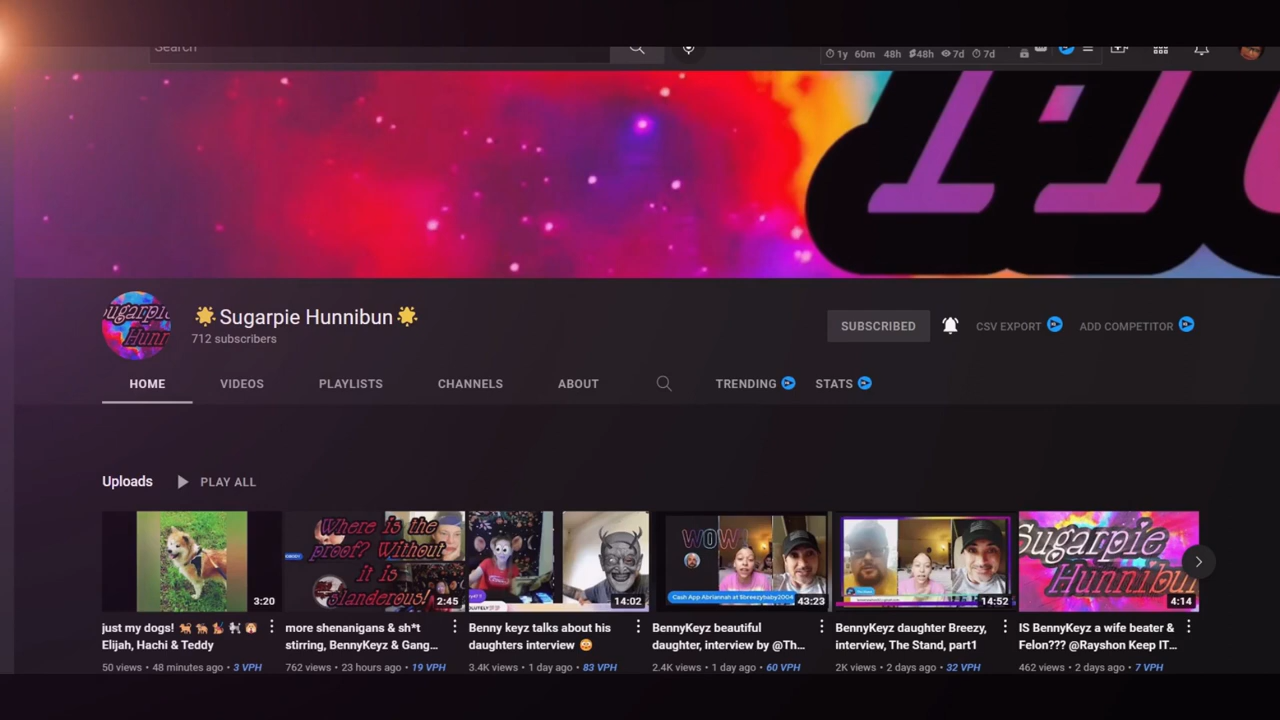 Search
1y 60m 48h 48h 7d 7d
🌟 Sugarpie Hunnibun 🌟
712 subscribers
SUBSCRIBED
CSV EXPORT
ADD COMPETITOR
HOME
VIDEOS
PLAYLISTS
CHANNELS
ABOUT
TRENDING
STATS
Uploads
PLAY ALL
3:20
Where is the
proof? Without
it is
slanderous!
2:45
14:02
WOW!
Cash App Abriannah at $breezybaby2004
43:23
14:52
Sugarpie
Hunnibun
4:14
just my dogs! 🐕🐕🐕🐩
Elijah, Hachi & Teddy
50 views • 48 minutes ago • 3 VPH
more shenanigans & sh*t
stirring, BennyKeyz & Gang...
762 views • 23 hours ago • 19 VPH
Benny keyz talks about his
daughters interview
3.4K views • 1 day ago • 83 VPH
BennyKeyz beautiful
daughter, interview by @Th...
2.4K views • 1 day ago • 60 VPH
BennyKeyz daughter Breezy,
interview, The Stand, part1
2K views • 2 days ago • 32 VPH
IS BennyKeyz a wife beater &
Felon??? @Rayshon Keep IT...
462 views • 2 days ago • 7 VPH